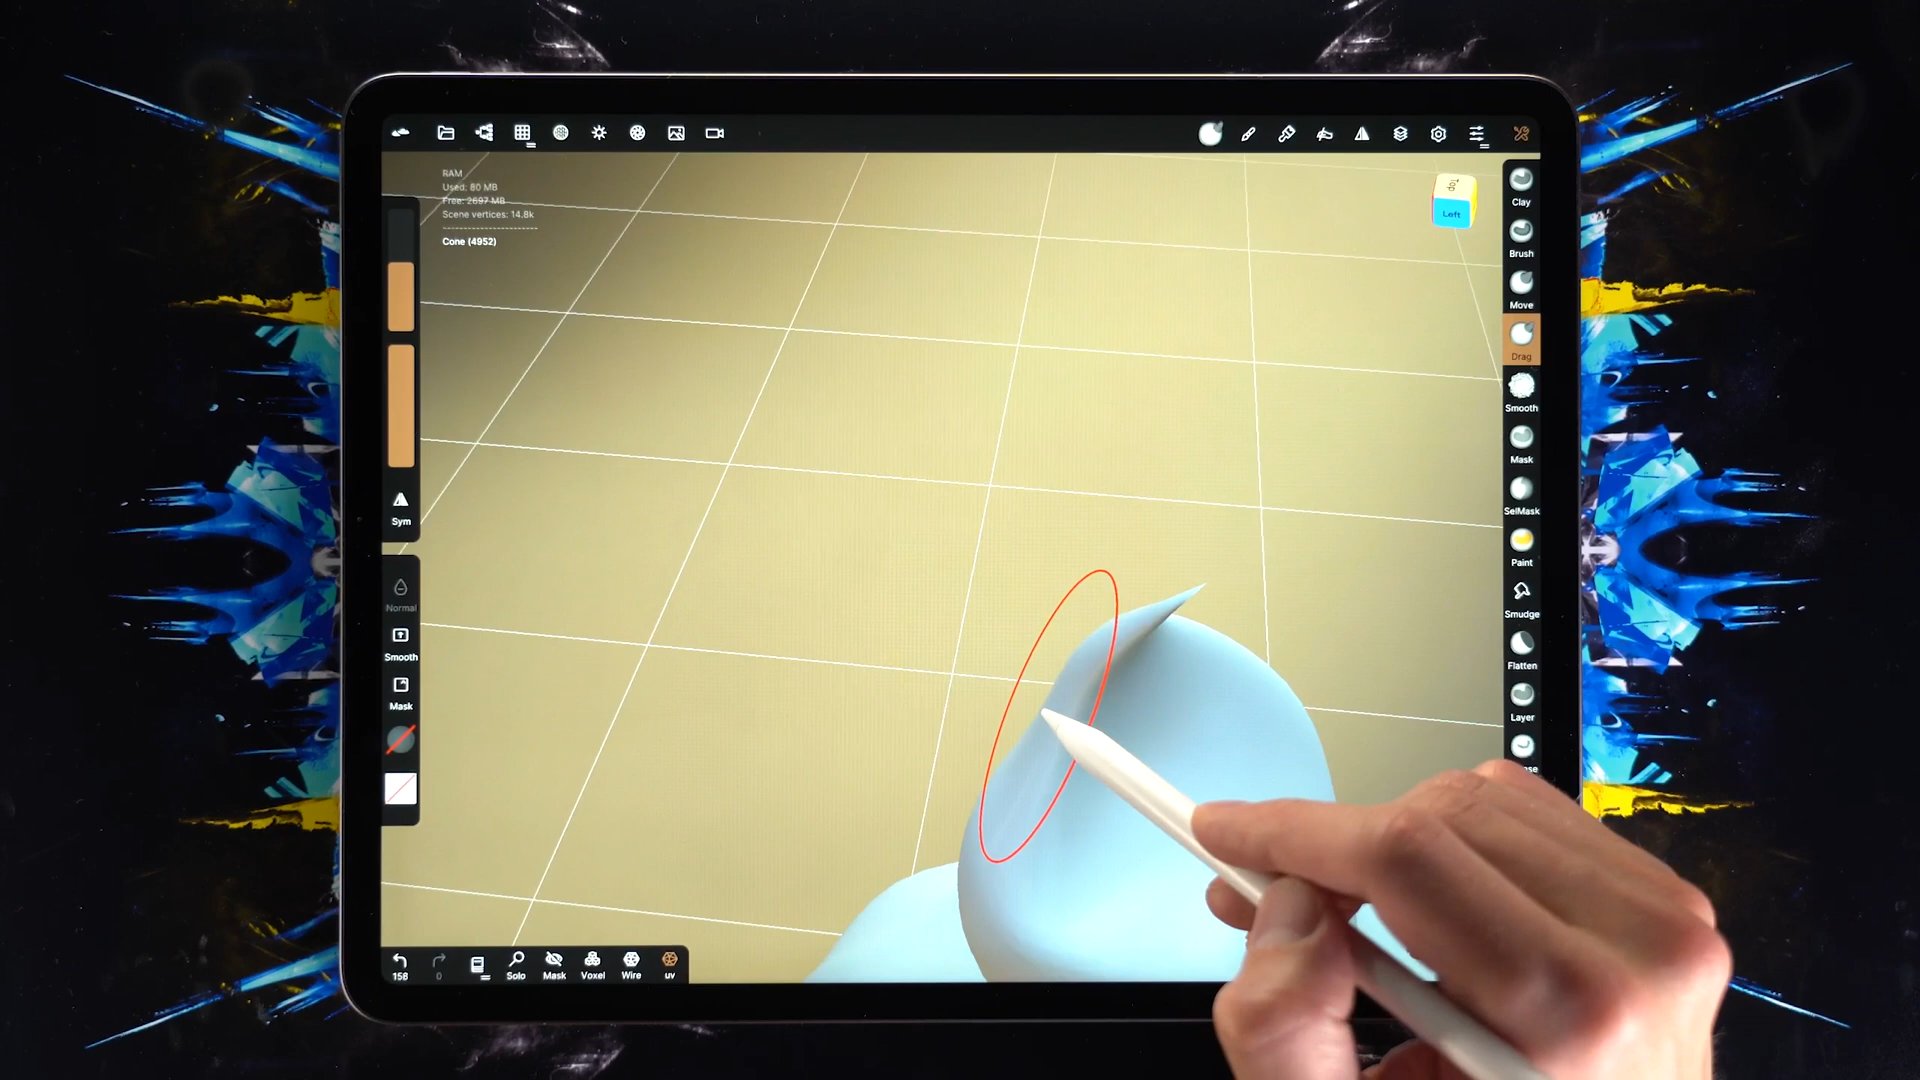 RAM
Used: 80 MB
Free: 2697 MB
Scene vertices: 14.8k
Cone (4952)
Top
Left
Clay
Brush
Move
Drag
Smooth
Mask
SelMask
Paint
Smudge
Flatten
Layer
Sym
Normal
Smooth
Mask
158
0
Solo
Mask
Voxel
Wire
uv